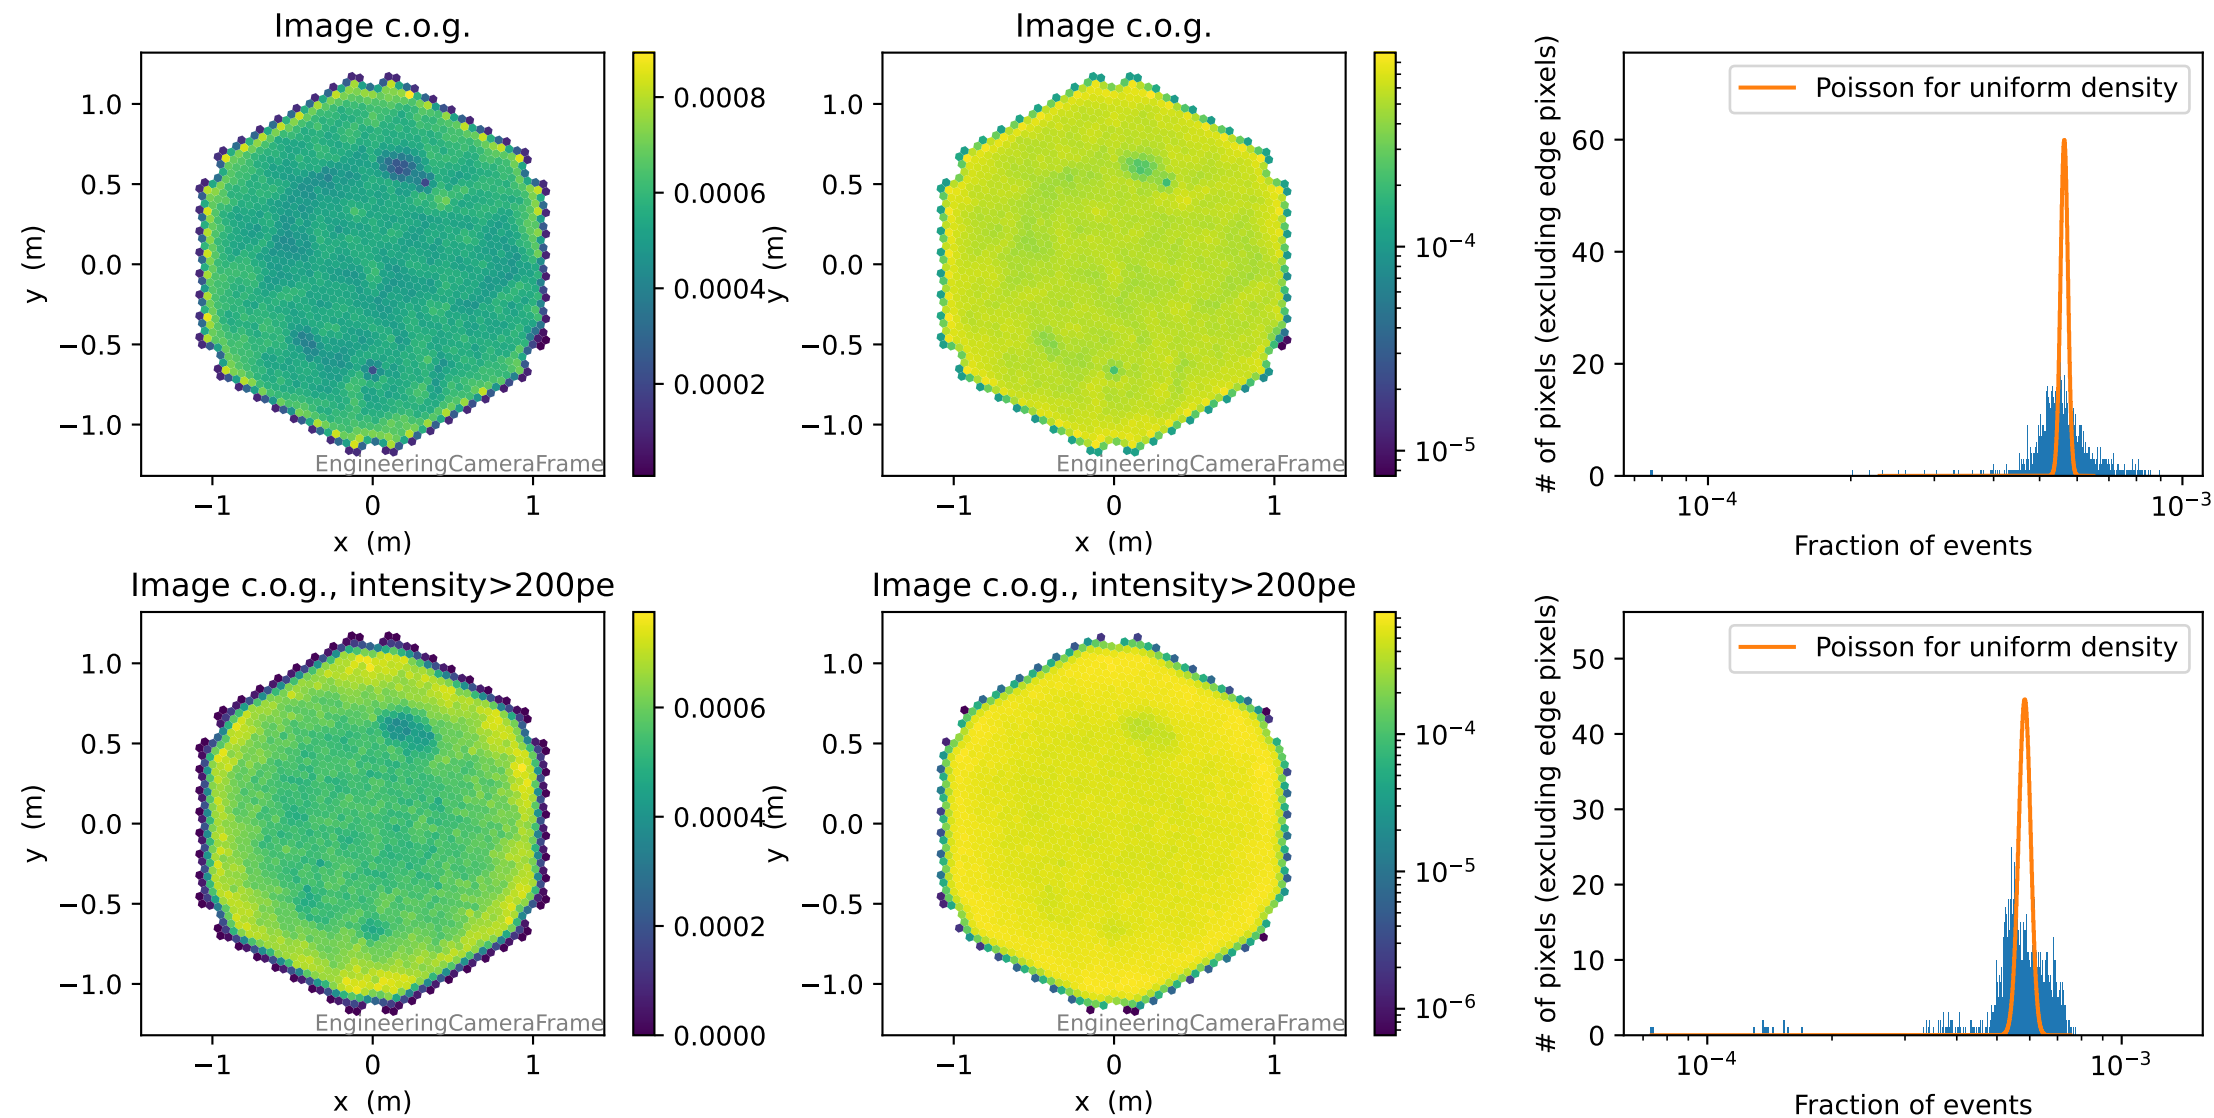 Image c.o.g.
1.0
0.5
0.0
−0.5
−1.0
y (m)
−1
0
1
x (m)
EngineeringCameraFrame
0.0008
0.0006
0.0004
0.0002
Image c.o.g.
1.0
0.5
0.0
−0.5
−1.0
y (m)
−1
0
1
x (m)
EngineeringCameraFrame
10⁻⁴
10⁻⁵
Poisson for uniform density
# of pixels (excluding edge pixels)
60
40
20
0
10⁻⁴
10⁻³
Fraction of events
Image c.o.g., intensity>200pe
1.0
0.5
0.0
−0.5
−1.0
y (m)
−1
0
1
x (m)
EngineeringCameraFrame
0.0006
0.0004
0.0002
0.0000
Image c.o.g., intensity>200pe
1.0
0.5
0.0
−0.5
−1.0
y (m)
−1
0
1
x (m)
EngineeringCameraFrame
10⁻⁴
10⁻⁵
10⁻⁶
Poisson for uniform density
# of pixels (excluding edge pixels)
50
40
30
20
10
0
10⁻⁴
10⁻³
Fraction of events